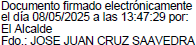 Documento firmado electrónicamente
el día 08/05/2025 a las 13:47:29 por:
El Alcalde
Fdo.: JOSE JUAN CRUZ SAAVEDRA